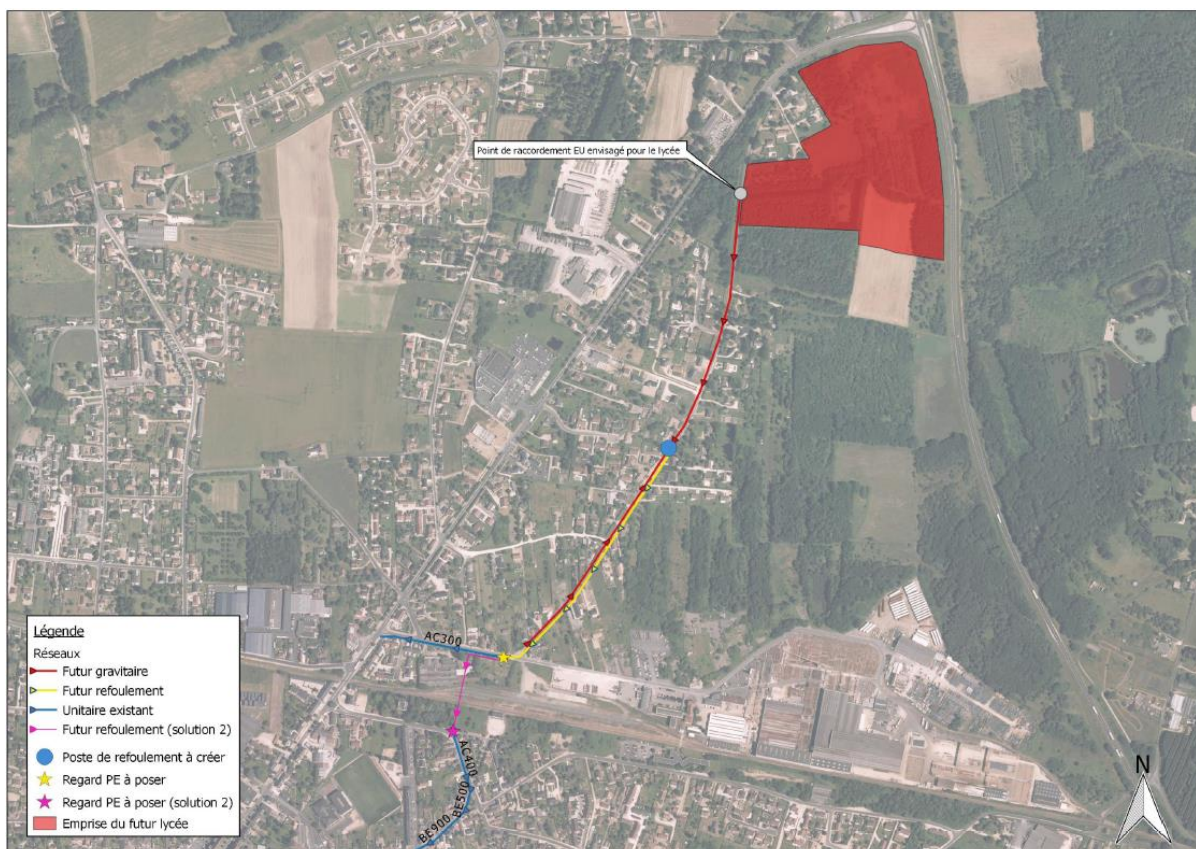 Point de raccordement EU envisagé pour le lycée
AC300
AC400
BE500
BE900
Légende
Réseaux
Futur gravitaire
Futur refoulement
Unitaire existant
Futur refoulement (solution 2)
Poste de refoulement à créer
Regard PE à poser
Regard PE à poser (solution 2)
Emprise du futur lycée
N